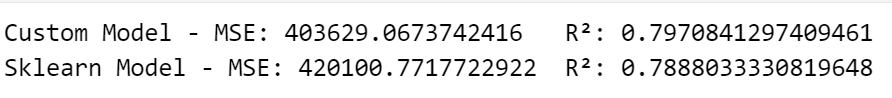 Custom Model - MSE: 403629.0673742416   R²: 0.7970841297409461
Sklearn Model - MSE: 420100.7717722922  R²: 0.7888033330819648